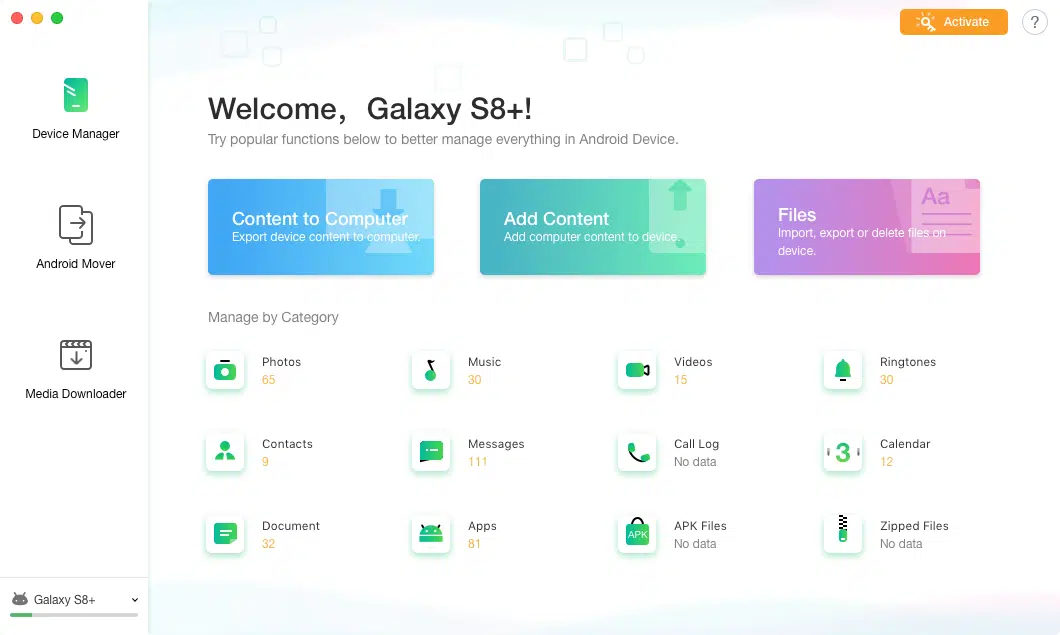 Activate
?
Device Manager
Android Mover
Media Downloader
Welcome，Galaxy S8+!
Try popular functions below to better manage everything in Android Device.
Content to Computer
Export device content to computer.
Add Content
Add computer content to device.
Files
Import, export or delete files on
device.
Aa
Manage by Category
Photos
65
Music
30
Videos
15
Ringtones
30
Contacts
9
Messages
111
Call Log
No data
3
Calendar
12
Document
32
Apps
81
APK
APK Files
No data
Zipped Files
No data
Galaxy S8+